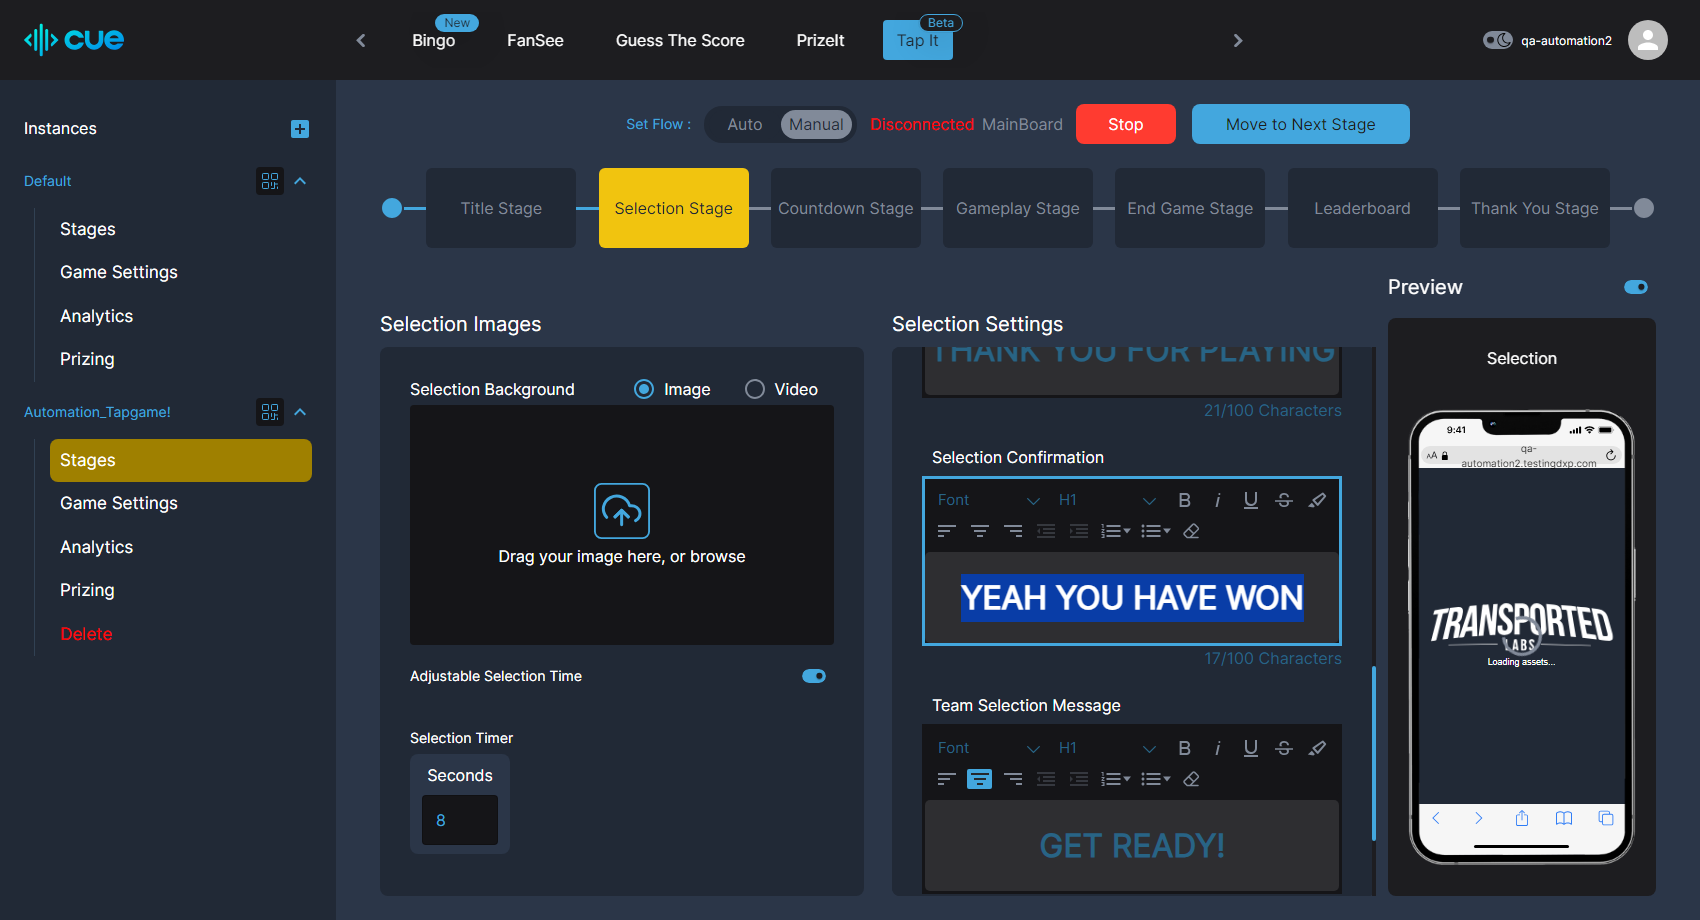 cue
New
Bingo
FanSee
Guess The Score
PrizeIt
Beta
Tap It
qa-automation2
Instances
Default
Stages
Game Settings
Analytics
Prizing
Automation_Tapgame!
Stages
Game Settings
Analytics
Prizing
Delete
Set Flow :
Auto
Manual
Disconnected MainBoard
Stop
Move to Next Stage
Title Stage
Selection Stage
Countdown Stage
Gameplay Stage
End Game Stage
Leaderboard
Thank You Stage
Selection Images
Selection Background
Image
Video
Drag your image here, or browse
Adjustable Selection Time
Selection Timer
Seconds
8
Selection Settings
THANK YOU FOR PLAYING
21/100 Characters
Selection Confirmation
Font
H1
B i U S
YEAH YOU HAVE WON
17/100 Characters
Team Selection Message
Font
H1
B i U S
GET READY!
Preview
Selection
9:41
AA
qa-
automation2.testingdxp.com
TRANSPORTED
LABS
Loading assets...